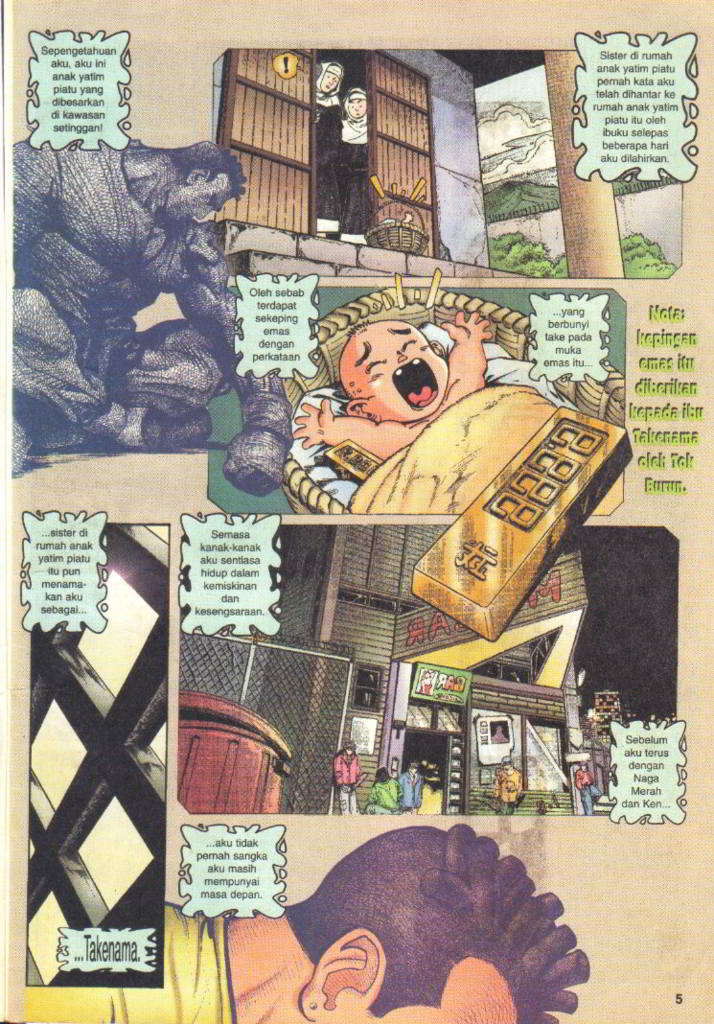 Sepengetahuan
aku, aku ini
anak yatim
piatu yang
dibesarkan
di kawasan
setinggan!
Sister di rumah
anak yatim piatu
pernah kata aku
telah dihantar ke
rumah anak yatim
piatu itu oleh
ibuku selepas
beberapa hari
aku dilahirkan.
Oleh sebab
terdapat
sekeping
emas
dengan
perkataan
...yang
berbunyi
take pada
muka
emas itu...
Nota:
kepingan
emas itu
diberikan
kepada ibu
Takenama
oleh Tok
Burun.
...sister di
rumah anak
yatim piatu
itu pun
menama-
kan aku
sebagai...
...Takenama.
Semasa
kanak-kanak
aku sentiasa
hidup dalam
kemiskinan
dan
kesengsaraan.
BAR
Sebelum
aku terus
dengan
Naga
Merah
dan Ken...
...aku tidak
pernah sangka
aku masih
mempunyai
masa depan.
5